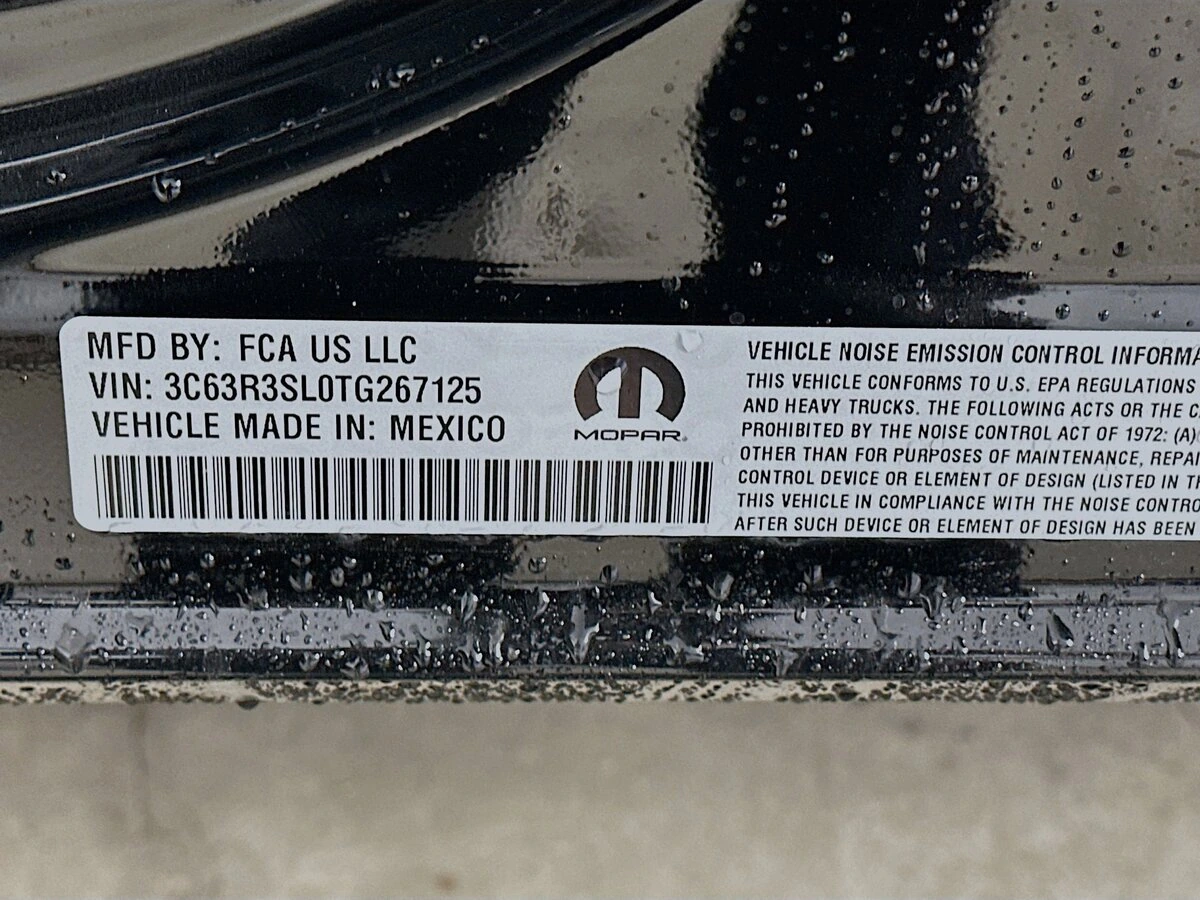 MFD BY: FCA US LLC
VIN: 3C63R3SL0TG267125
VEHICLE MADE IN: MEXICO
MOPAR®
VEHICLE NOISE EMISSION CONTROL INFORMA
THIS VEHICLE CONFORMS TO U.S. EPA REGULATIONS
AND HEAVY TRUCKS. THE FOLLOWING ACTS OR THE C
PROHIBITED BY THE NOISE CONTROL ACT OF 1972: (A)
OTHER THAN FOR PURPOSES OF MAINTENANCE, REPAI
CONTROL DEVICE OR ELEMENT OF DESIGN (LISTED IN TH
THIS VEHICLE IN COMPLIANCE WITH THE NOISE CONTRO
AFTER SUCH DEVICE OR ELEMENT OF DESIGN HAS BEEN